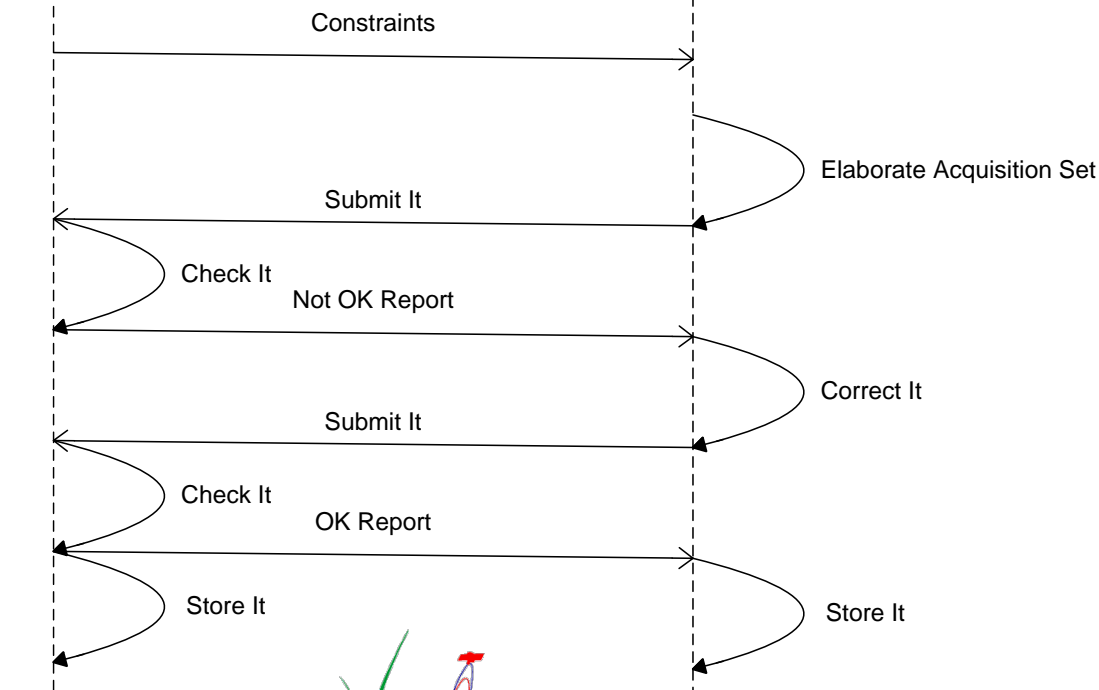 Constraints
Elaborate Acquisition Set
Submit It
Check It
Not OK Report
Correct It
Submit It
Check It
OK Report
Store It
Store It